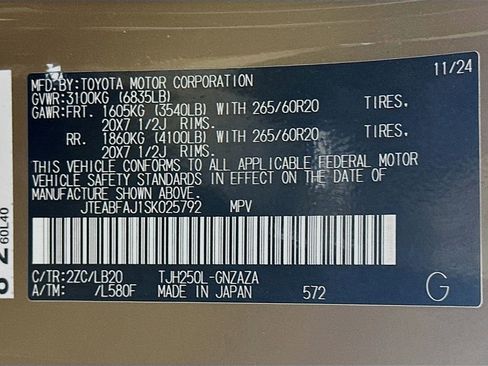 11/24
MFD.BY:TOYOTA MOTOR CORPORATION
GVWR:3100KG (6835LB)
GAWR:FRT. 1605KG (3540LB) WITH 265/60R20 TIRES.
20X7 1/2J RIMS.
RR. 1860KG (4100LB) WITH 265/60R20 TIRES.
20X7 1/2J RIMS.
THIS VEHICLE CONFORMS TO ALL APPLICABLE FEDERAL MOTOR
VEHICLE SAFETY STANDARDS IN EFFECT ON THE DATE OF
MANUFACTURE SHOWN ABOVE.
JTEABFAJ1SK025792 MPV
C/TR:2ZC/LB20 TJH250L-GNZAZA
A/TM: /L580F MADE IN JAPAN 572 G
60L40